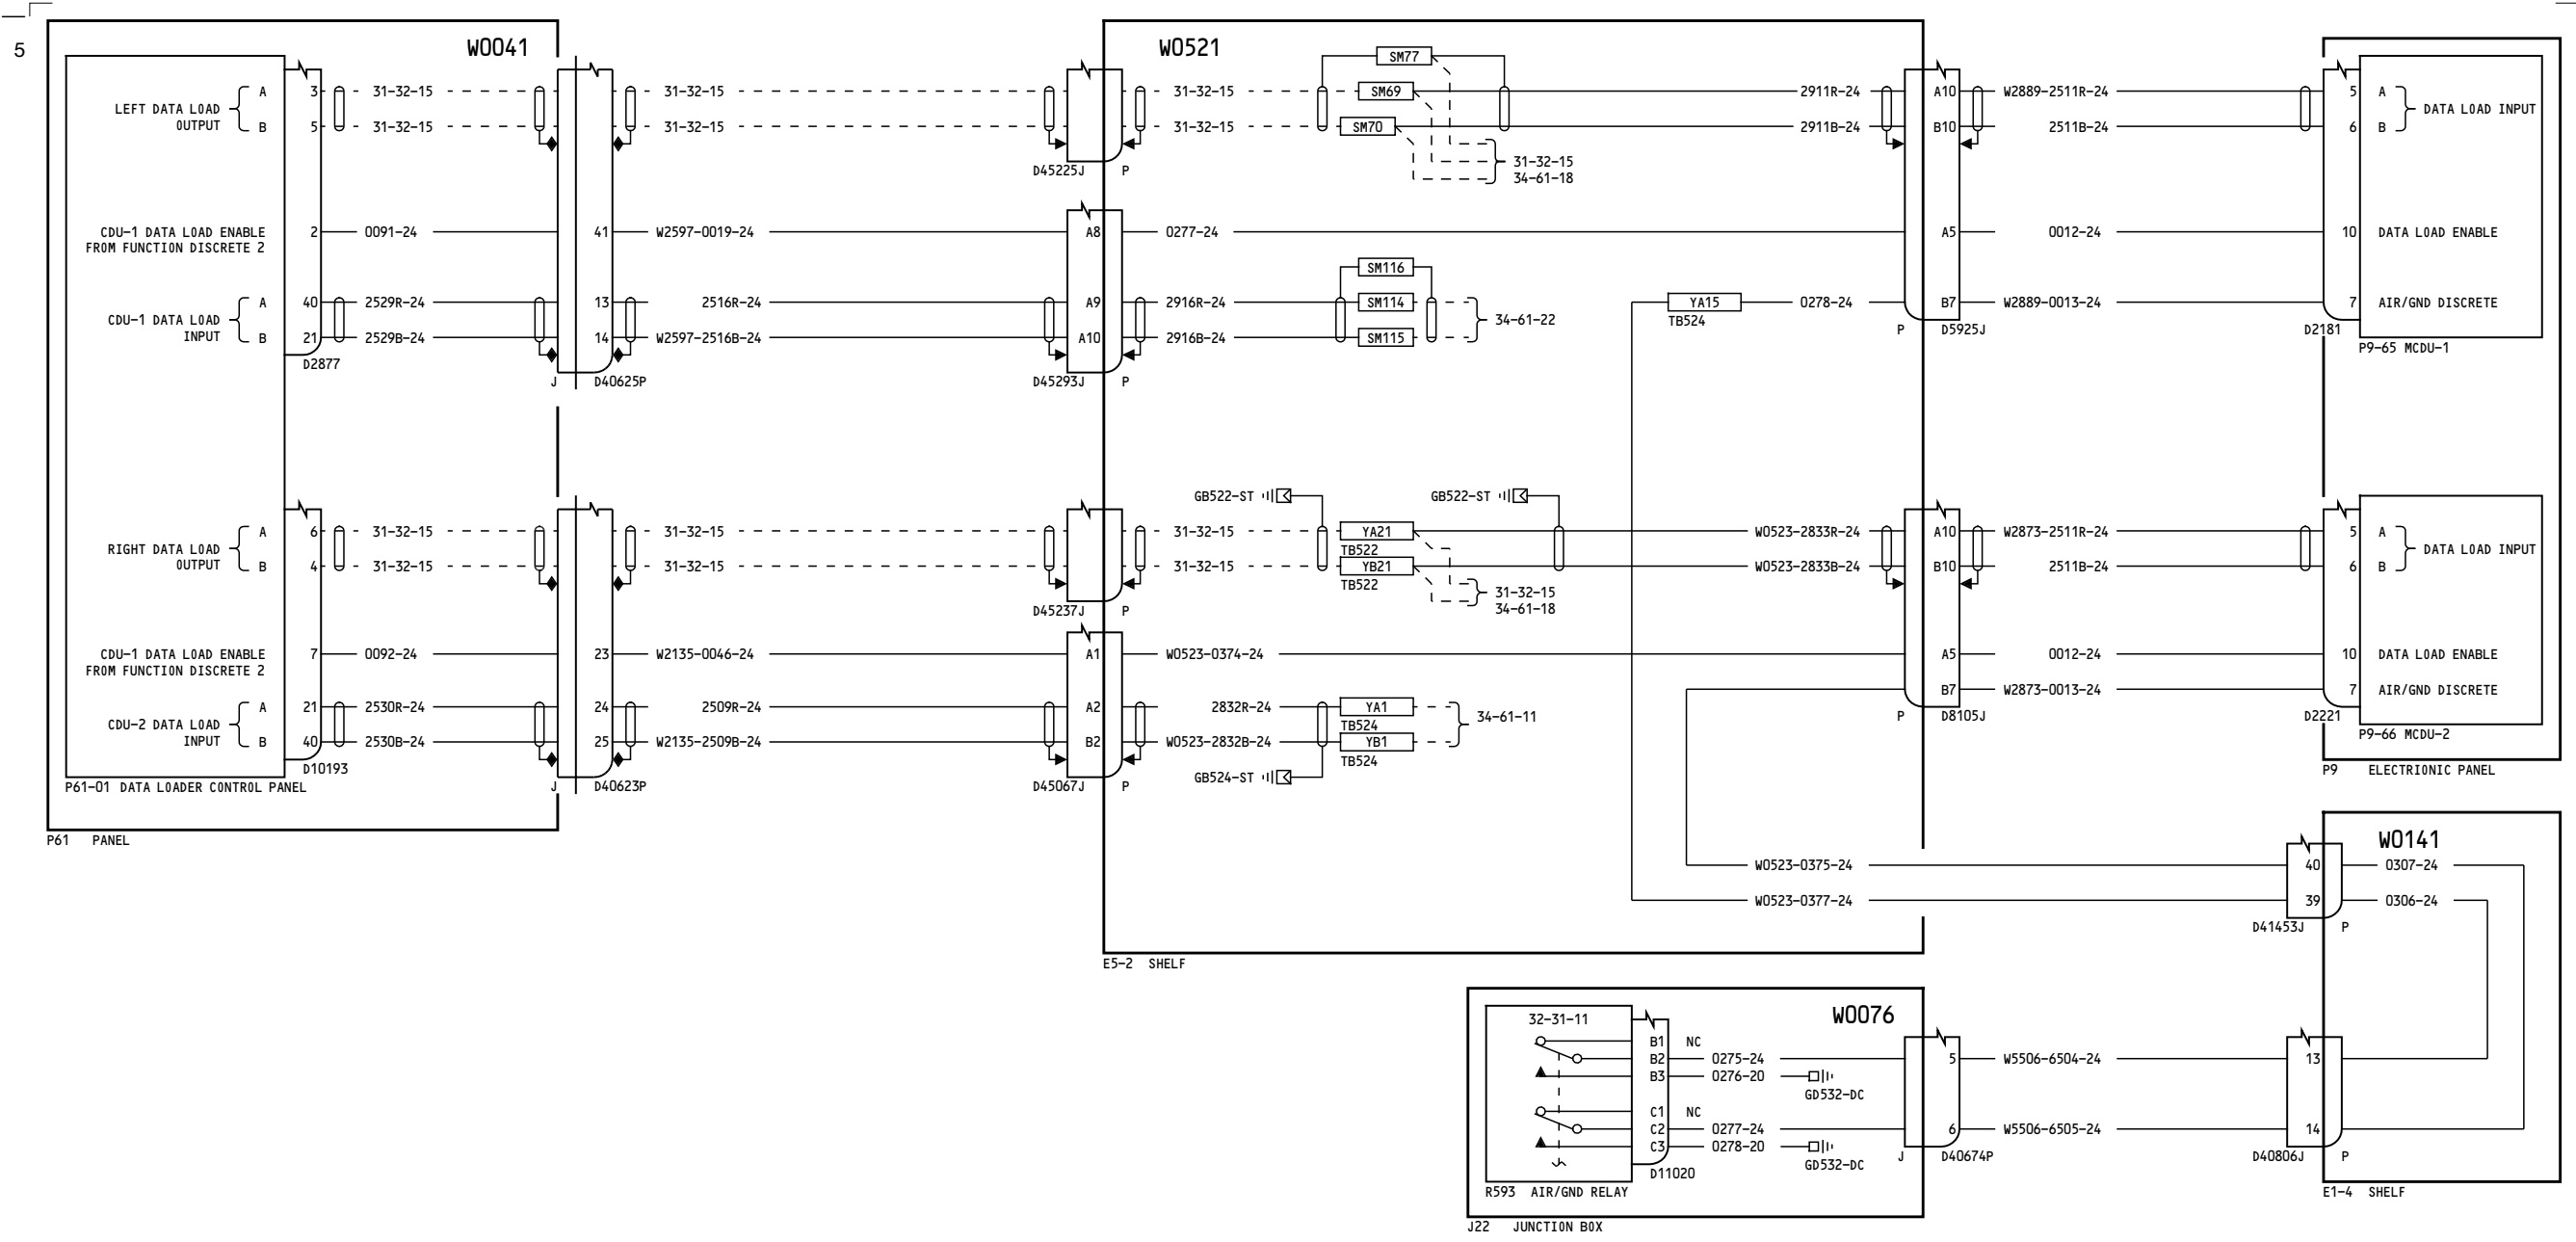 5
W0041
W0521
SM77
A 3 31-32-15 31-32-15 31-32-15 SM69 2911R-24 A10 W2889-2511R-24 5 A
LEFT DATA LOAD
OUTPUT
DATA LOAD INPUT
B 5 31-32-15 31-32-15 31-32-15 SM70 2911B-24 B10 2511B-24 6 B
31-32-15
34-61-18
D45225J P
CDU-1 DATA LOAD ENABLE 2 0091-24 41 W2597-0019-24 A8 0277-24 A5 0012-24 10 DATA LOAD ENABLE
FROM FUNCTION DISCRETE 2
SM116
A 40 2529R-24 13 2516R-24 A9 2916R-24 SM114 YA15 0278-24 B7 W2889-0013-24 7 AIR/GND DISCRETE
TB524
CDU-1 DATA LOAD
INPUT
34-61-22
B 21 2529B-24 14 W2597-2516B-24 A10 2916B-24 SM115
P D5925J D2181
P9-65 MCDU-1
D2877
J D40625P D45293J P
GB522-ST GB522-ST
A 6 31-32-15 31-32-15 31-32-15 YA21 W0523-2833R-24 A10 W2873-2511R-24 5 A
TB522
RIGHT DATA LOAD
OUTPUT
DATA LOAD INPUT
B 4 31-32-15 31-32-15 31-32-15 YB21 W0523-2833B-24 B10 2511B-24 6 B
TB522
31-32-15
34-61-18
D45237J P
CDU-1 DATA LOAD ENABLE 7 0092-24 23 W2135-0046-24 A1 W0523-0374-24 A5 0012-24 10 DATA LOAD ENABLE
FROM FUNCTION DISCRETE 2
B7 W2873-0013-24 7 AIR/GND DISCRETE
A 21 2530R-24 24 2509R-24 A2 2832R-24 YA1
TB524
34-61-11
P D8105J D2221
CDU-2 DATA LOAD
INPUT
P9-66 MCDU-2
B 40 2530B-24 25 W2135-2509B-24 B2 W0523-2832B-24 YB1
TB524
D10193
GB524-ST
P9 ELECTRIONIC PANEL
P61-01 DATA LOADER CONTROL PANEL
J D40623P D45067J P
P61 PANEL
W0141
W0523-0375-24 40 0307-24
W0523-0377-24 39 0306-24
D41453J P
E5-2 SHELF
W0076
32-31-11
B1 NC
B2 0275-24 5 W5506-6504-24 13
B3 0276-20
GD532-DC
C1 NC
C2 0277-24 6 W5506-6505-24 14
C3 0278-20
GD532-DC
J D40674P D40806J P
D11020
R593 AIR/GND RELAY
E1-4 SHELF
J22 JUNCTION BOX